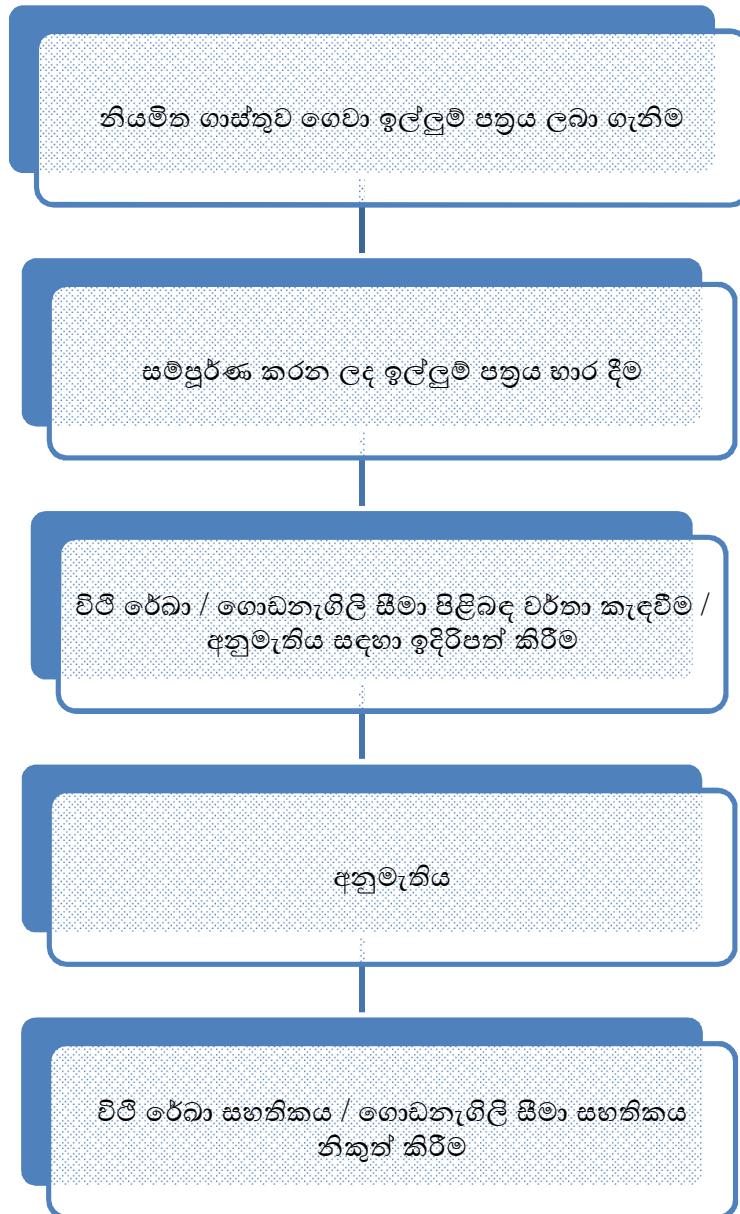 නියමිත ගාස්තුව ගෙවා ඉල්ලුම් පත්‍රය ලබා ගැනිම
සම්පූර්ණ කරන ලද ඉල්ලුම් පත්‍රය භාර දීම
විථි රේඛා / ගොඩනැගිලි සීමා පිළිබඳ වර්තා කැඳවීම /
අනුමැතිය සඳහා ඉදිරිපත් කිරීම
අනුමැතිය
විථි රේඛා සහතිකය / ගොඩනැගිලි සීමා සහතිකය
නිකුත් කිරීම